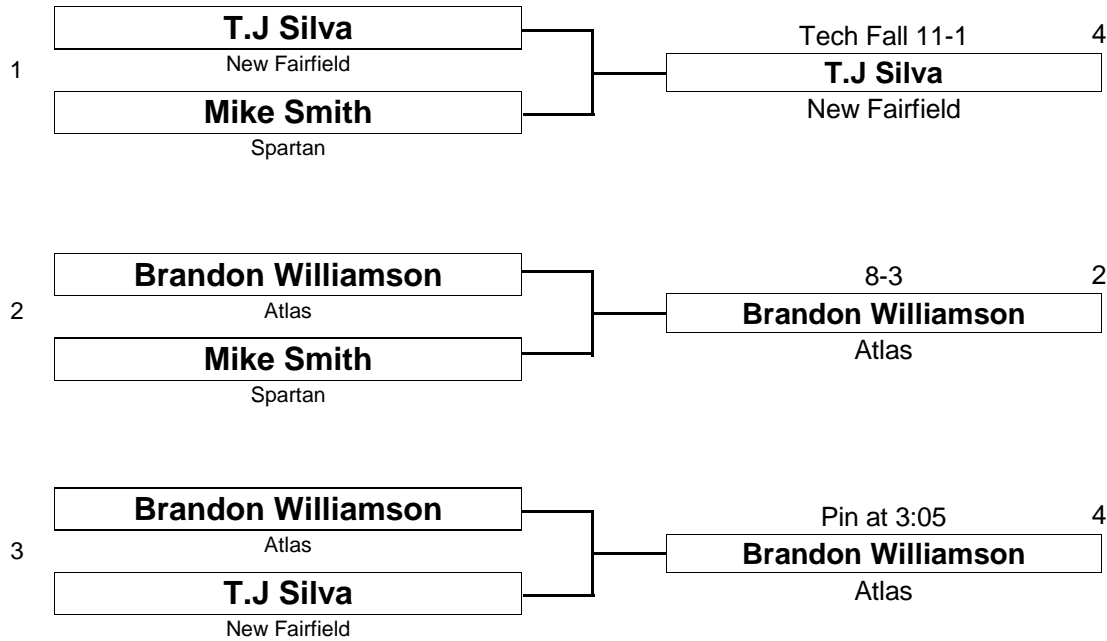 T.J Silva
New Fairfield
1
Mike Smith
Spartan
Tech Fall 11-1
4
T.J Silva
New Fairfield
Brandon Williamson
Atlas
2
Mike Smith
Spartan
8-3
2
Brandon Williamson
Atlas
Brandon Williamson
Atlas
3
T.J Silva
New Fairfield
Pin at 3:05
4
Brandon Williamson
Atlas